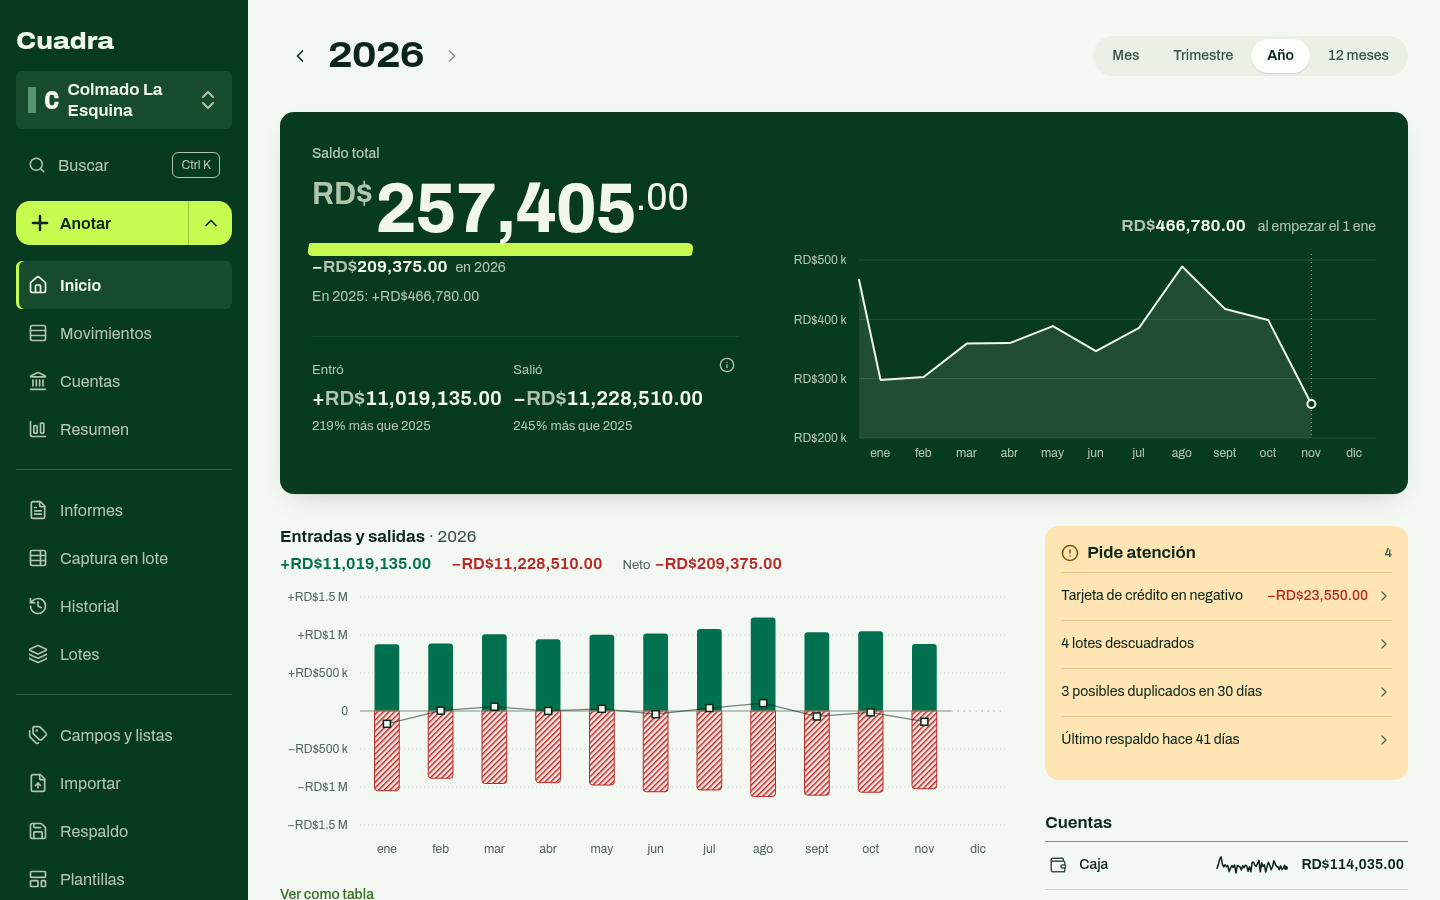 Cuadra
C
Colmado La
Esquina
Buscar
Ctrl K
Anotar
Inicio
Movimientos
Cuentas
Resumen
Informes
Captura en lote
Historial
Lotes
Campos y listas
Importar
Respaldo
Plantillas
2026
Mes
Trimestre
Año
12 meses
Saldo total
RD$257,405.00
−RD$209,375.00 en 2026
En 2025: +RD$466,780.00
Entró
+RD$11,019,135.00
219% más que 2025
Salió
−RD$11,228,510.00
245% más que 2025
RD$466,780.00 al empezar el 1 ene
RD$500 k
RD$400 k
RD$300 k
RD$200 k
ene feb mar abr may jun jul ago sept oct nov dic
Entradas y salidas · 2026
+RD$11,019,135.00 −RD$11,228,510.00 Neto −RD$209,375.00
+RD$1.5 M
+RD$1 M
+RD$500 k
0
−RD$500 k
−RD$1 M
−RD$1.5 M
ene feb mar abr may jun jul ago sept oct nov dic
Ver como tabla
Pide atención 4
Tarjeta de crédito en negativo −RD$23,550.00
4 lotes descuadrados
3 posibles duplicados en 30 días
Último respaldo hace 41 días
Cuentas
Caja RD$114,035.00